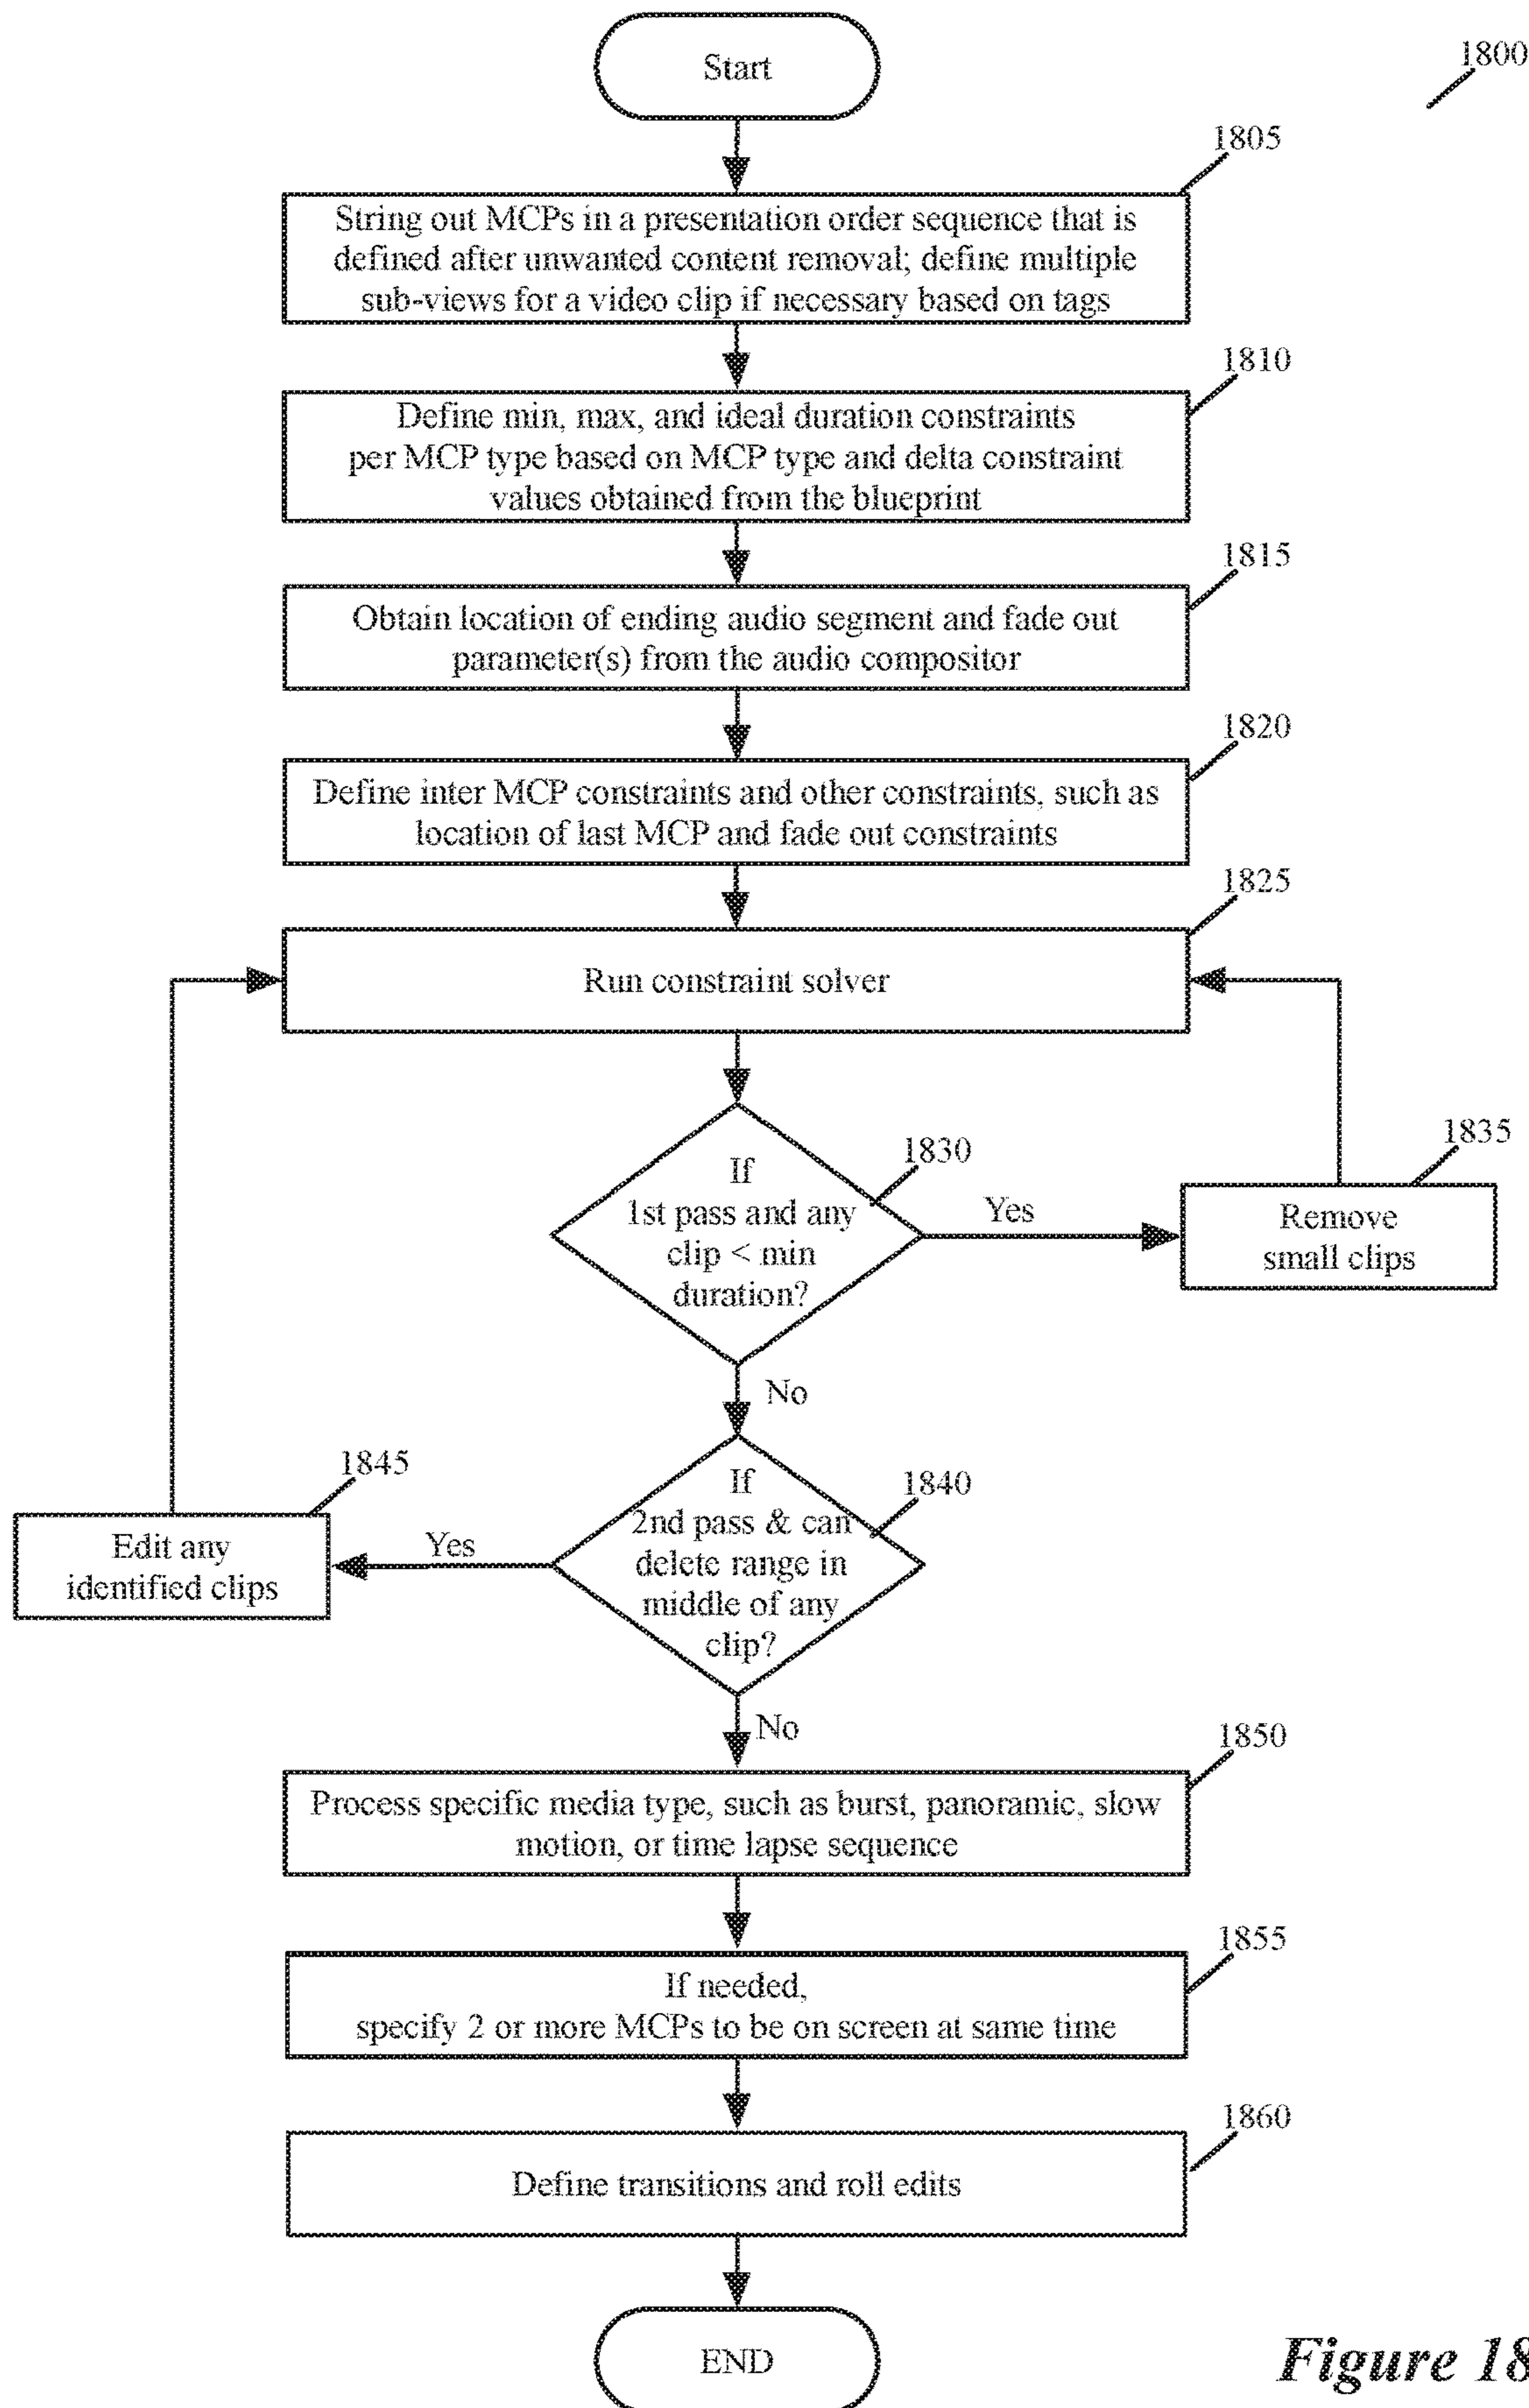 Start
1800
1805
String out MCPs in a presentation order sequence that is
defined after unwanted content removal; define multiple
sub-views for a video clip if necessary based on tags
1810
Define min, max, and ideal duration constraints
per MCP type based on MCP type and delta constraint
values obtained from the blueprint
1815
Obtain location of ending audio segment and fade out
parameter(s) from the audio compositor
1820
Define inter MCP constraints and other constraints, such as
location of last MCP and fade out constraints
1825
Run constraint solver
1830
If
1st pass and any
clip < min
duration?
Yes
1835
Remove
small clips
No
1840
If
2nd pass & can
delete range in
middle of any
clip?
Yes
1845
Edit any
identified clips
No
1850
Process specific media type, such as burst, panoramic, slow
motion, or time lapse sequence
1855
If needed,
specify 2 or more MCPs to be on screen at same time
1860
Define transitions and roll edits
END
Figure 18